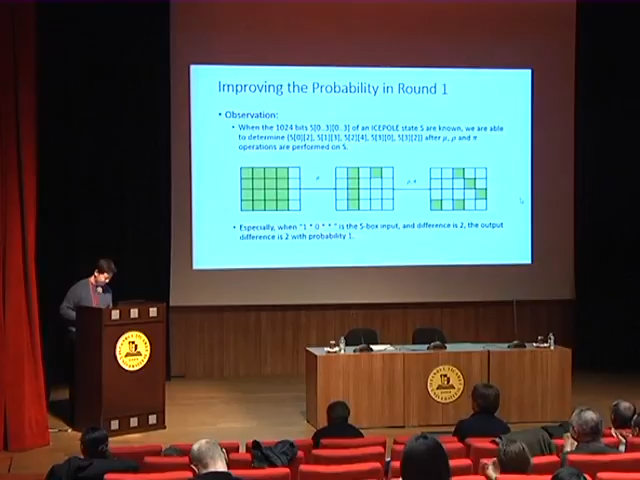 Improving the Probability in Round 1
• Observation:
• When the 1024 bits S[0..3][0..3] of an ICEPOLE state S are known, we are able
to determine (S[0][2], S[1][3], S[2][4], S[3][0], S[3][2]) after μ, ρ and π
operations are performed on S.
• Especially, when "1 * 0 * *" is the S-box input, and difference is 2, the output
difference is 2 with probability 1.